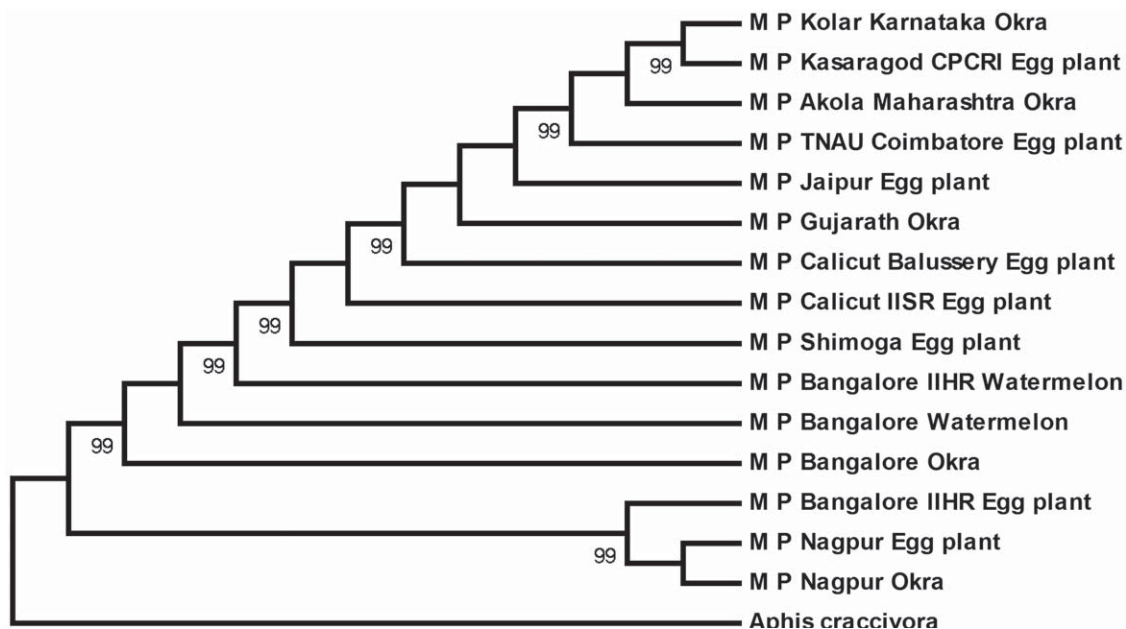 M P Kolar Karnataka Okra
99
M P Kasaragod CPCRI Egg plant
M P Akola Maharashtra Okra
99
M P TNAU Coimbatore Egg plant
M P Jaipur Egg plant
M P Gujarath Okra
99
M P Calicut Balussery Egg plant
M P Calicut IISR Egg plant
99
M P Shimoga Egg plant
99
M P Bangalore IIHR Watermelon
M P Bangalore Watermelon
99
M P Bangalore Okra
M P Bangalore IIHR Egg plant
M P Nagpur Egg plant
99
M P Nagpur Okra
Aphis craccivora